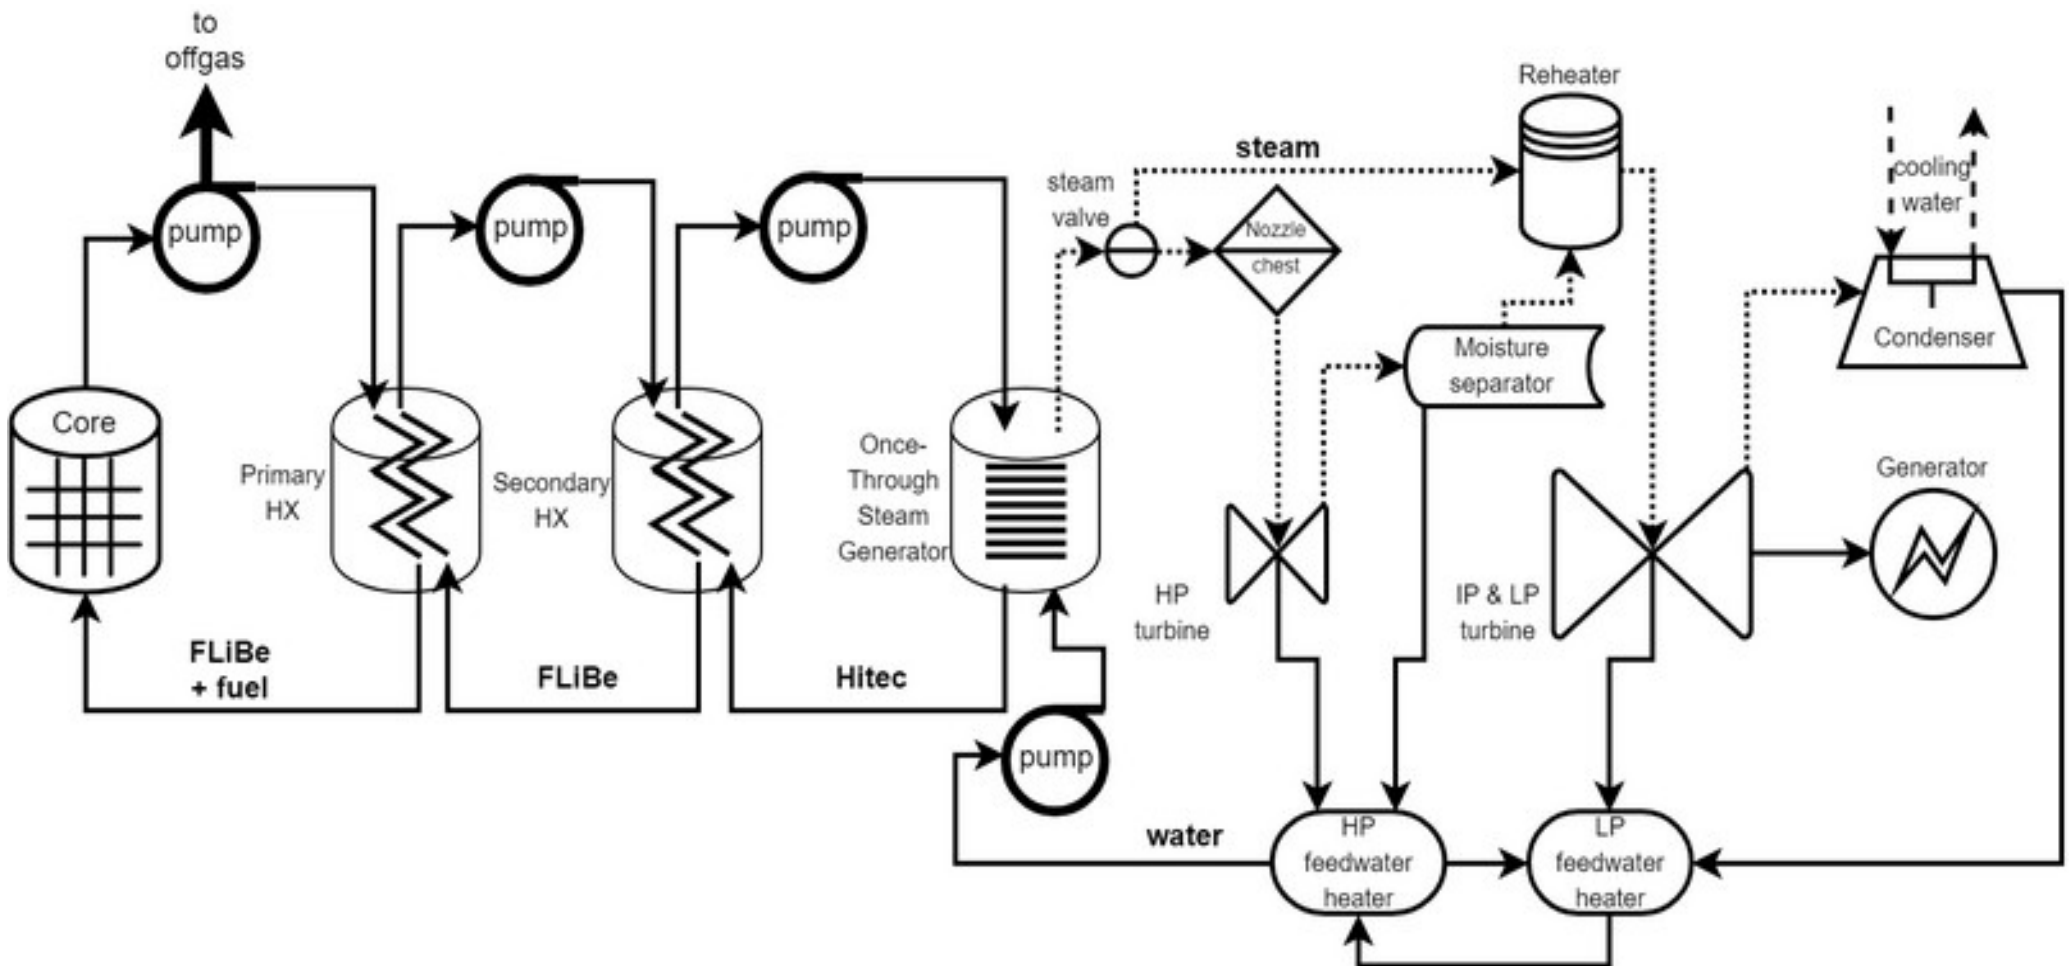 to
offgas
pump
pump
pump
Core
Primary
HX
Secondary
HX
Once-
Through
Steam
Generator
FLiBe
+ fuel
FLiBe
Hitec
pump
water
steam
valve
steam
Nozzle
chest
Reheater
Moisture
separator
HP
turbine
IP & LP
turbine
cooling
water
Condenser
Generator
HP
feedwater
heater
LP
feedwater
heater